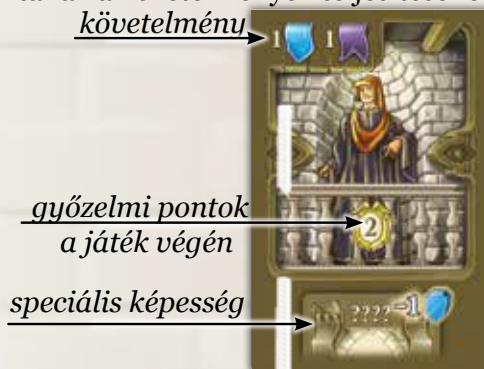 követelmény
1 1
győzelmi pontok
a játék végén
2
speciális képesség
???? -1